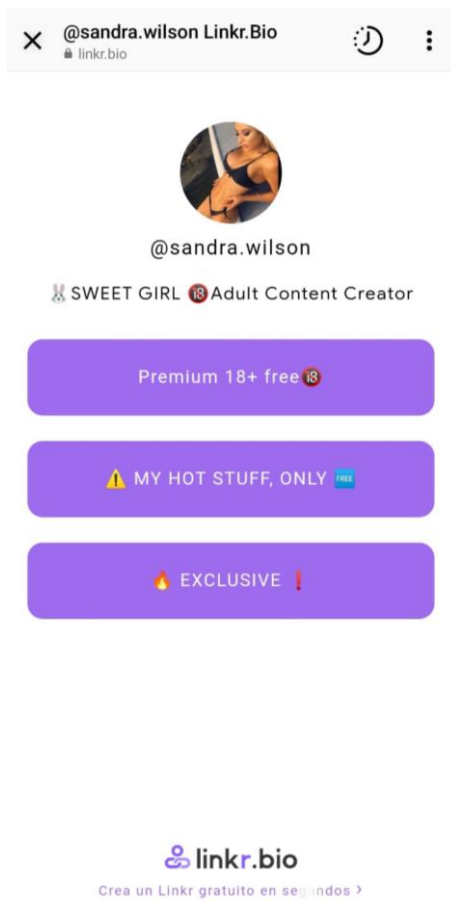 @sandra.wilson Linkr.Bio
linkr.bio
@sandra.wilson
🐰SWEET GIRL 🔞Adult Content Creator
Premium 18+ free🔞
⚠️ MY HOT STUFF, ONLY 🆓
🔥 EXCLUSIVE ❗
linkr.bio
Crea un Linkr gratuito en segundos >